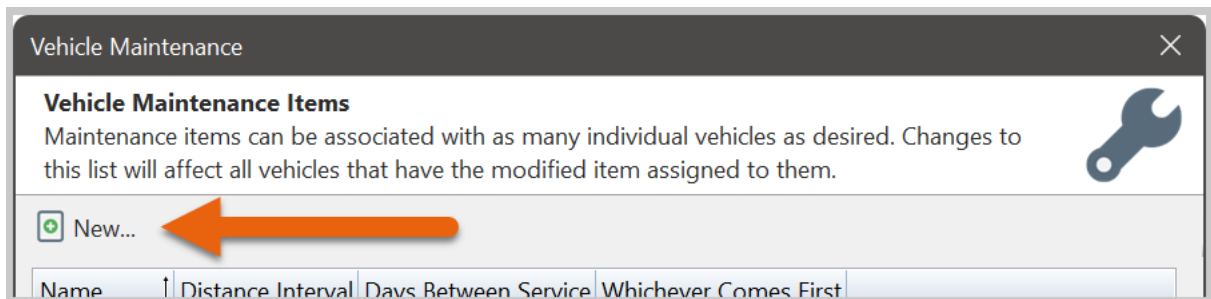 Vehicle Maintenance
Vehicle Maintenance Items
Maintenance items can be associated with as many individual vehicles as desired. Changes to
this list will affect all vehicles that have the modified item assigned to them.
New...
Name Distance Interval Days Between Service Whichever Comes First